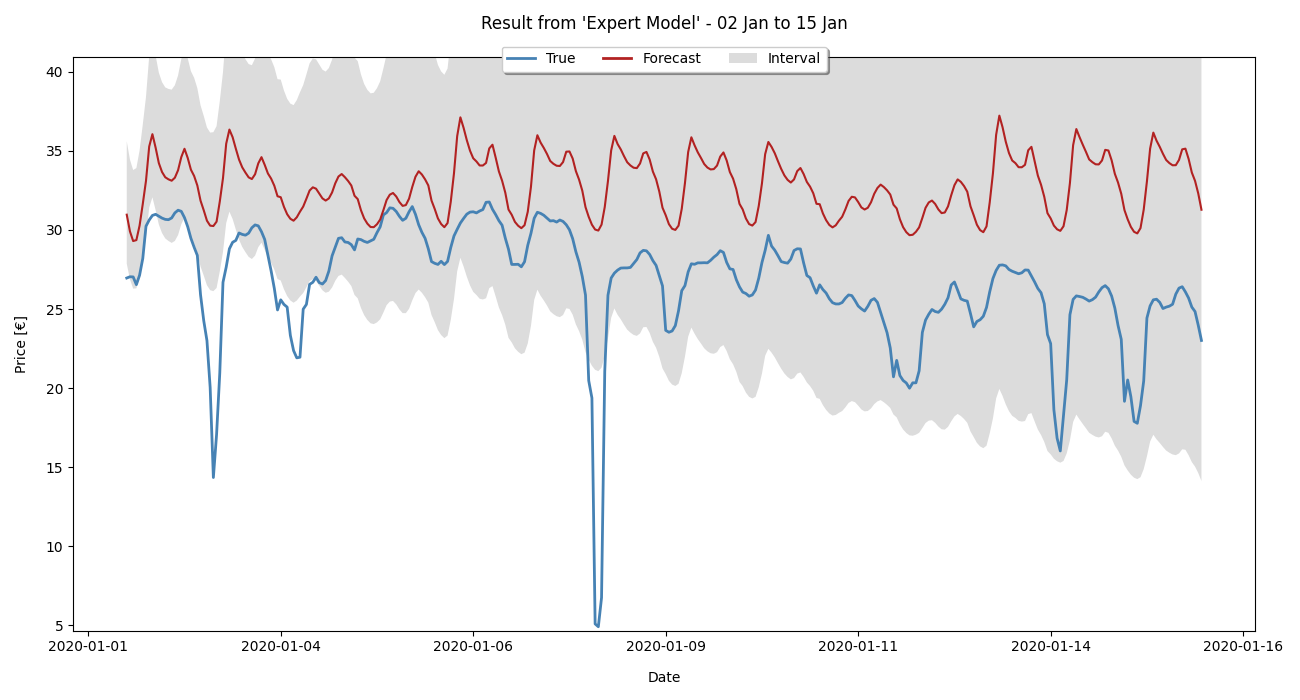 Result from 'Expert Model' - 02 Jan to 15 Jan
True Forecast Interval
40
35
30
25
20
15
10
5
Price [€]
2020-01-01 2020-01-04 2020-01-06 2020-01-09 2020-01-11 2020-01-14 2020-01-16
Date